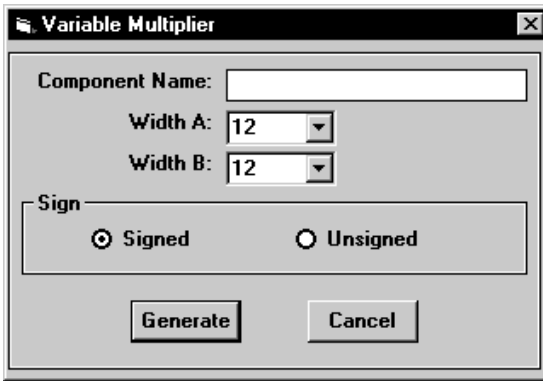 Variable Multiplier
Component Name:
Width A: 12
Width B: 12
Sign
Signed Unsigned
Generate Cancel